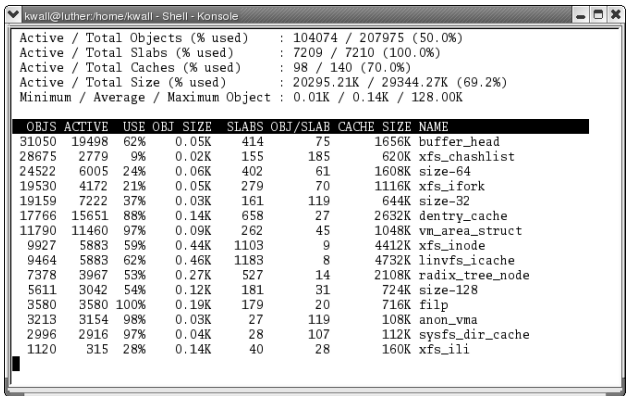 kwall@luther:/home/kwall - Shell - Konsole
Active / Total Objects (% used) : 104074 / 207975 (50.0%)
Active / Total Slabs (% used) : 7209 / 7210 (100.0%)
Active / Total Caches (% used) : 98 / 140 (70.0%)
Active / Total Size (% used) : 20295.21K / 29344.27K (69.2%)
Minimum / Average / Maximum Object : 0.01K / 0.14K / 128.00K
OBJS ACTIVE USE OBJ SIZE SLABS OBJ/SLAB CACHE SIZE NAME
31050 19498 62% 0.05K 414 75 1656K buffer_head
28675 2779 9% 0.02K 155 185 620K xfs_chashlist
24522 6005 24% 0.06K 402 61 1608K size-64
19530 4172 21% 0.05K 279 70 1116K xfs_ifork
19159 7222 37% 0.03K 161 119 644K size-32
17766 15651 88% 0.14K 658 27 2632K dentry_cache
11790 11460 97% 0.09K 262 45 1048K vm_area_struct
9927 5883 59% 0.44K 1103 9 4412K xfs_inode
9464 5883 62% 0.46K 1183 8 4732K linvfs_icache
7378 3967 53% 0.27K 527 14 2108K radix_tree_node
5611 3042 54% 0.12K 181 31 724K size-128
3580 3580 100% 0.19K 179 20 716K filp
3213 3154 98% 0.03K 27 119 108K anon_vma
2996 2916 97% 0.04K 28 107 112K sysfs_dir_cache
1120 315 28% 0.14K 40 28 160K xfs_ili